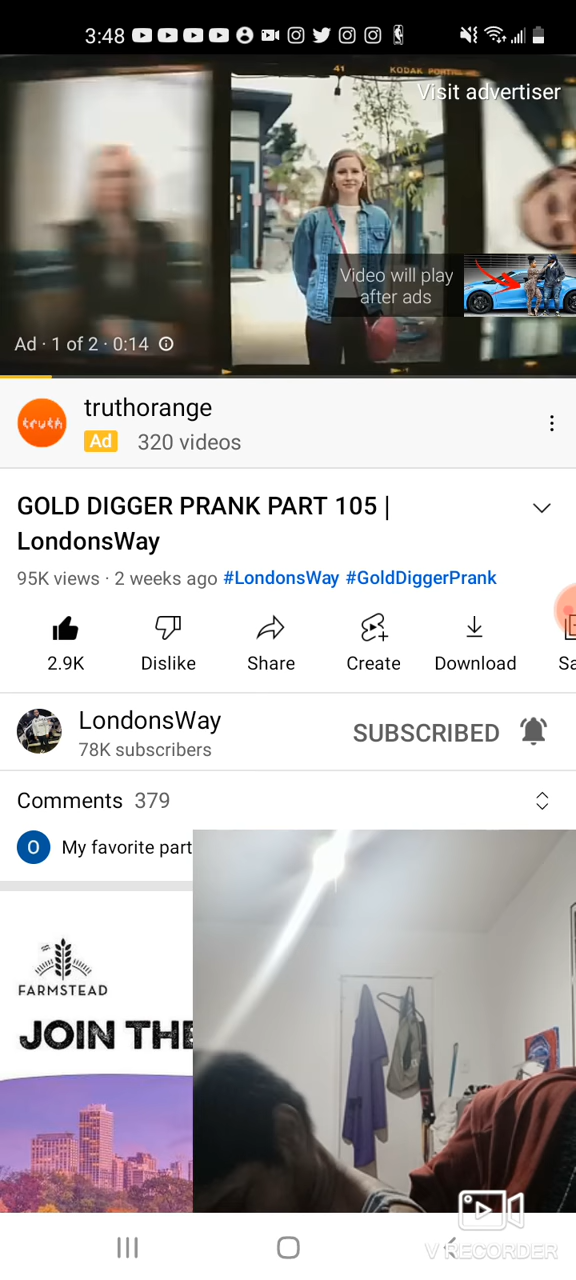 3:48
41 KODAK
Visit advertiser
Video will play
after ads
Ad · 1 of 2 · 0:14
truth
truthorange
Ad 320 videos
GOLD DIGGER PRANK PART 105 |
LondonsWay
95K views · 2 weeks ago #LondonsWay #GoldDiggerPrank
2.9K Dislike Share Create Download Sa
LondonsWay
78K subscribers
SUBSCRIBED
Comments 379
O My favorite part
FARMSTEAD
JOIN THE
V RECORDER